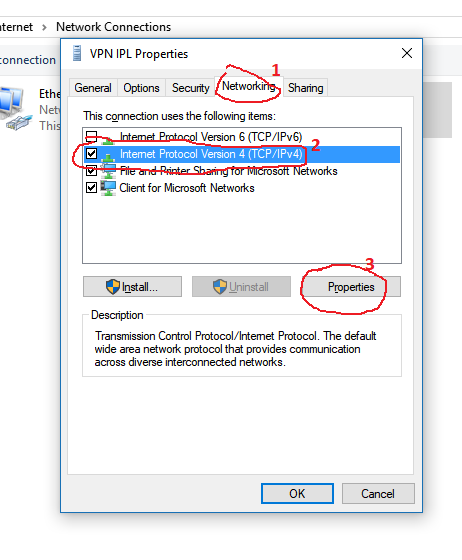 nternet > Network Connections
connection
VPN IPL Properties
Ethe
Netw
This
1
General Options Security Networking Sharing
This connection uses the following items:
Internet Protocol Version 6 (TCP/IPv6)
Internet Protocol Version 4 (TCP/IPv4) 2
File and Printer Sharing for Microsoft Networks
Client for Microsoft Networks
3
Install... Uninstall Properties
Description
Transmission Control Protocol/Internet Protocol. The default
wide area network protocol that provides communication
across diverse interconnected networks.
OK Cancel